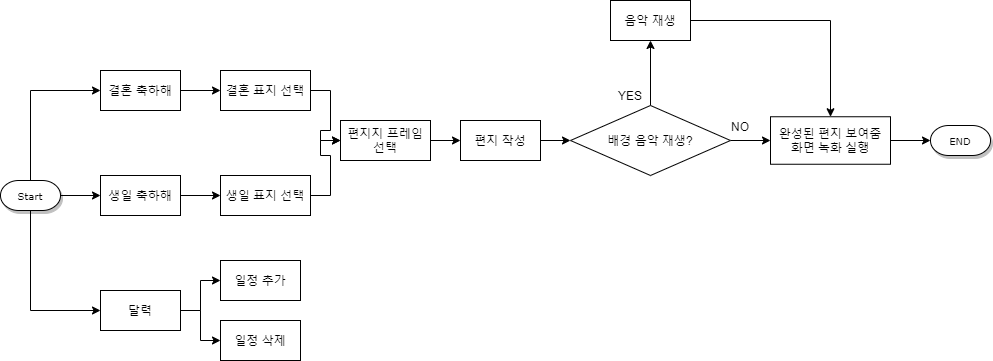 음악 재생
결혼 축하해
결혼 표지 선택
YES
편지지 프레임
선택
편지 작성
배경 음악 재생?
NO
완성된 편지 보여줌
화면 녹화 실행
END
Start
생일 축하해
생일 표지 선택
달력
일정 추가
일정 삭제